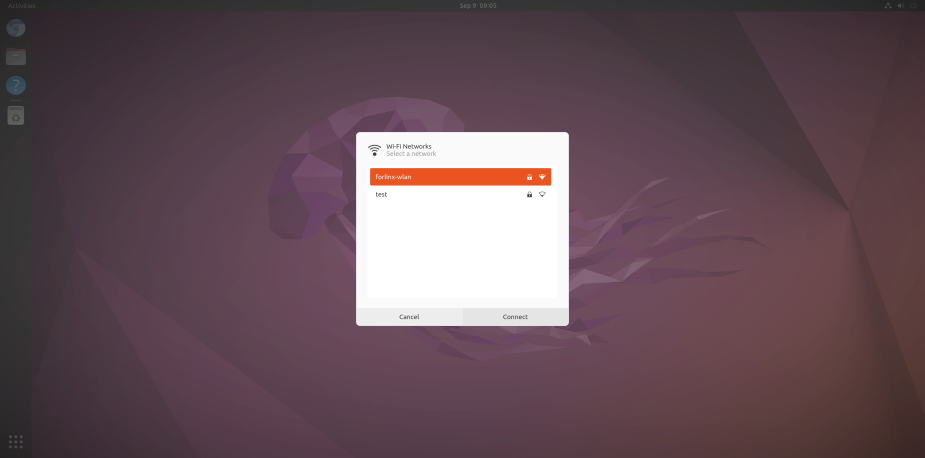 Activities
Sep 9 09:05
Wi-Fi Networks
Select a network
forlinx-wlan
test
Cancel
Connect